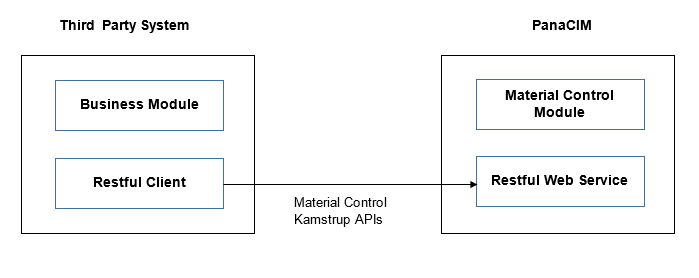 Third Party System
PanaCIM
Business Module
Restful Client
Material Control
Module
Restful Web Service
Material Control
Kamstrup APIs